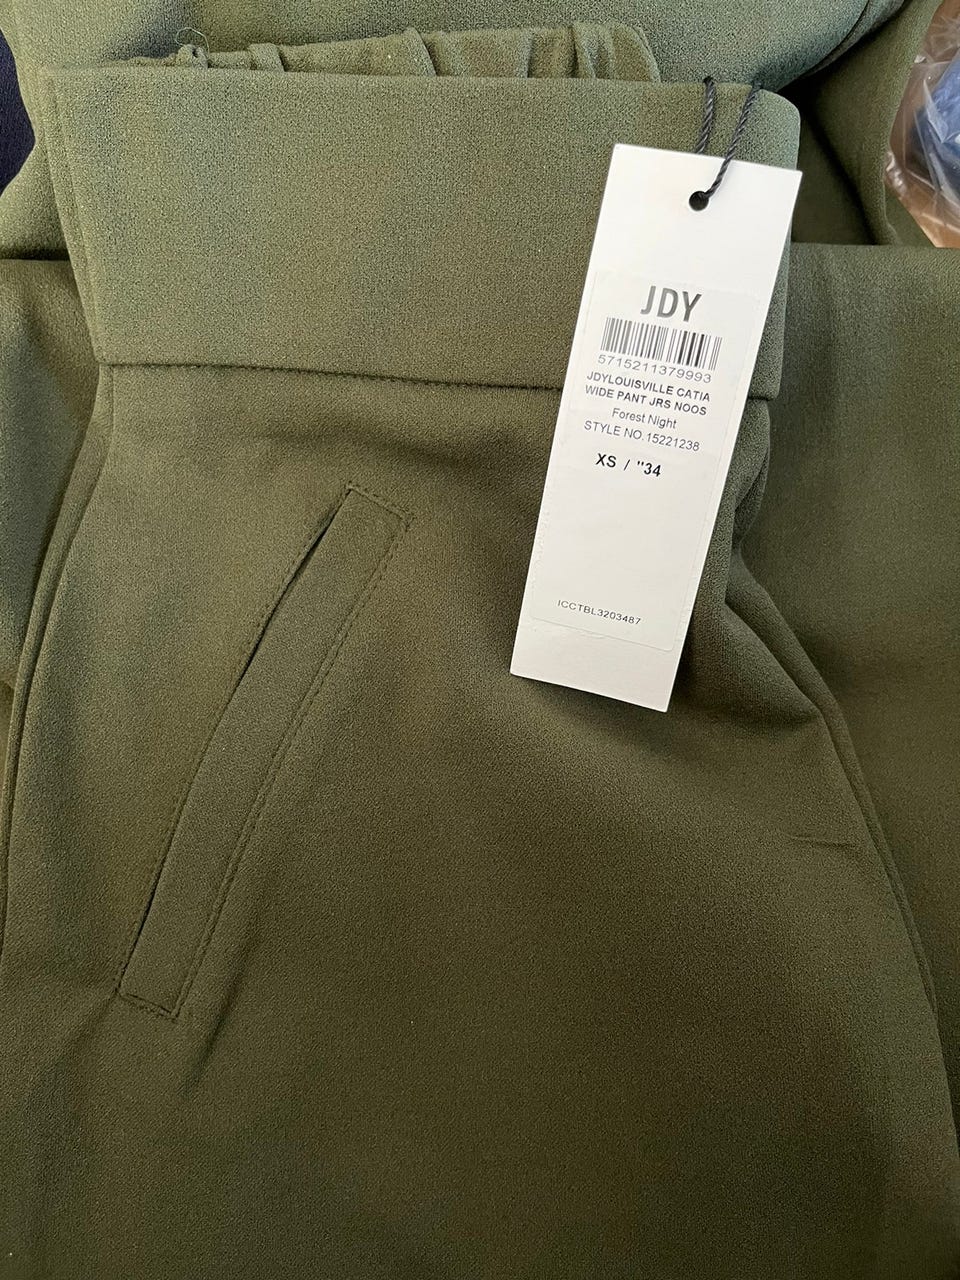 JDY
5715211379993
JDYLOUISVILLE CATIA
WIDE PANT JRS NOOS
Forest Night
STYLE NO.15221238
XS / "34
ICCTBL3203487